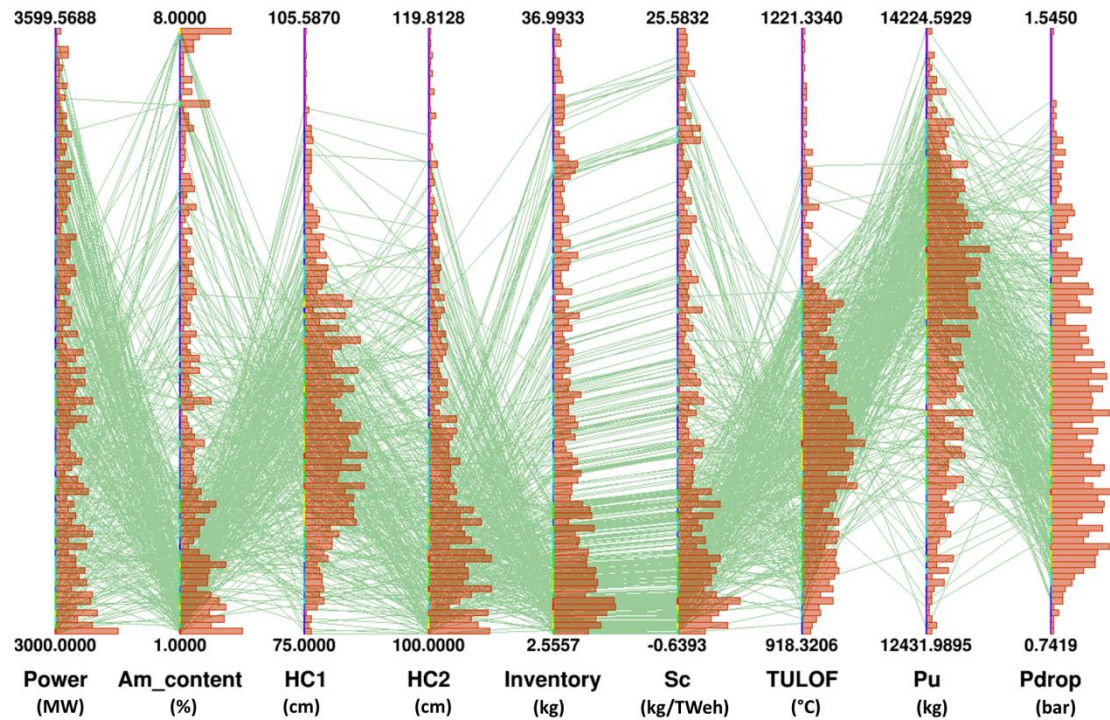 3599.5688 8.0000 105.5870 119.8128 36.9933 25.5832 1221.3340 14224.5929 1.5450
3000.0000 1.0000 75.0000 100.0000 2.5557 -0.6393 918.3206 12431.9895 0.7419
Power Am_content HC1 HC2 Inventory Sc TULOF Pu Pdrop
(MW) (%) (cm) (cm) (kg) (kg/TWeh) (°C) (kg) (bar)